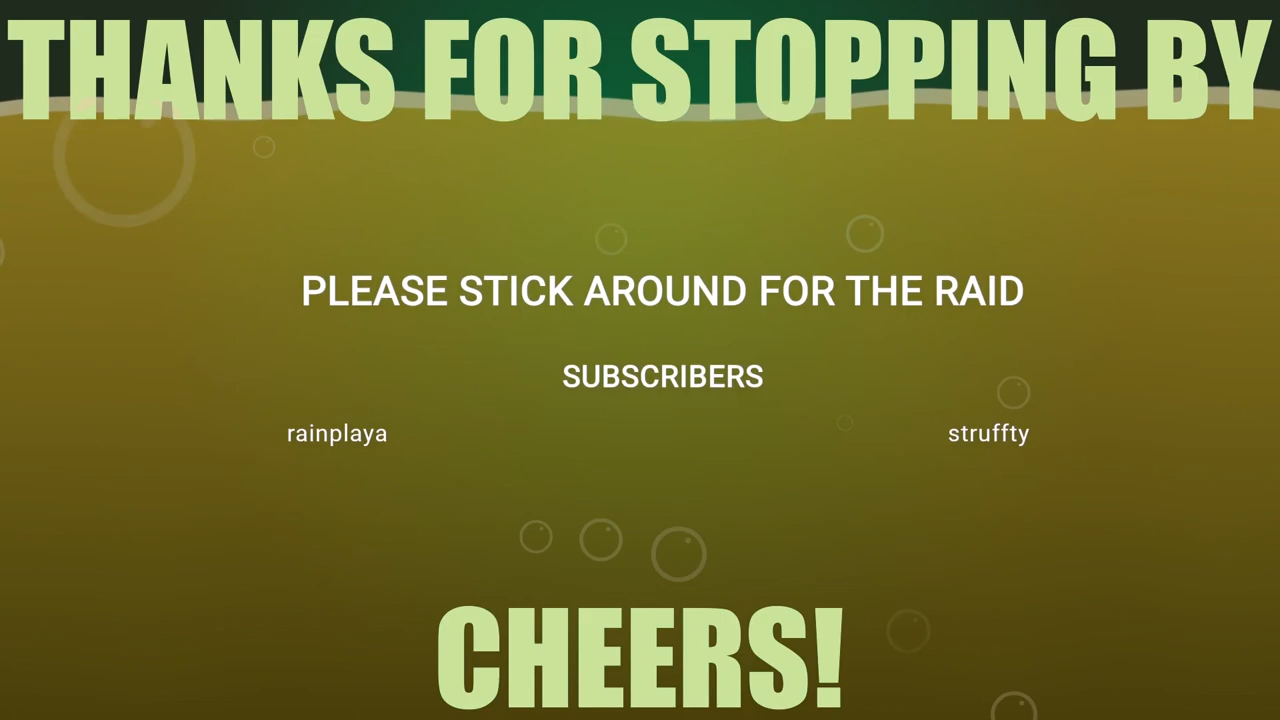 THANKS FOR STOPPING BY
PLEASE STICK AROUND FOR THE RAID
SUBSCRIBERS
rainplaya struffty
CHEERS!